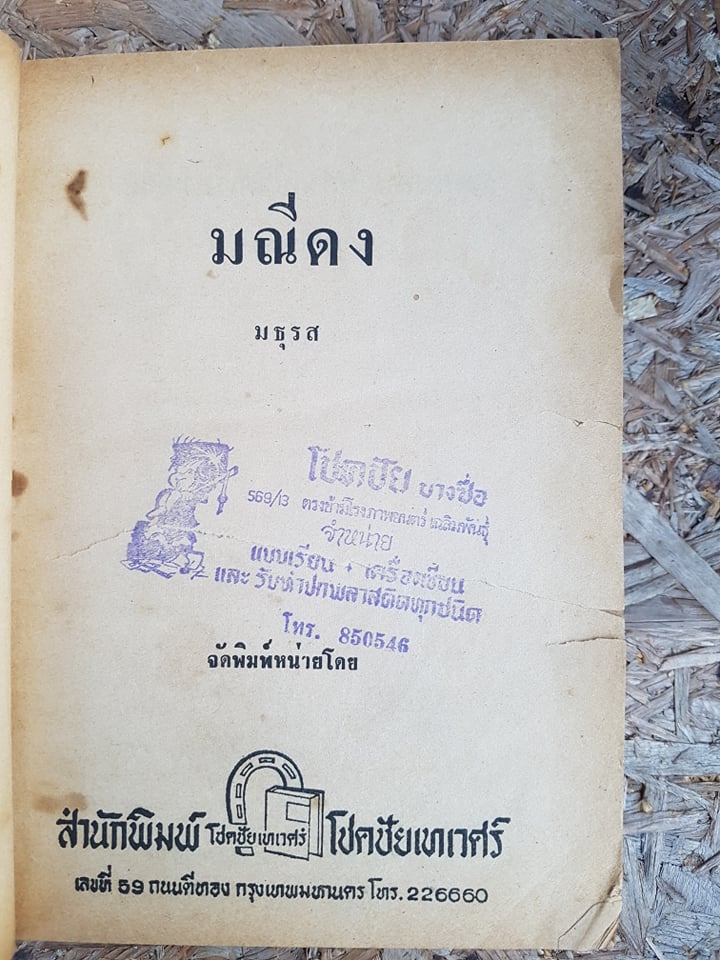 มณีดง
มธุรส
โชคชัย บางซื่อ
569/13 ตรงข้ามโรงภาพยนตร์ เฉลิมพันธุ์
จำหน่าย
แบบเรียน + เครื่องเขียน
และ รับทำปกพลาสติคทุกชนิด
โทร. 850546
จัดพิมพ์หน่ายโดย
สำนักพิมพ์ โชคชัยเทเวศร์ โชคชัยเทเวศร์
เลขที่ 59 ถนนตีทอง กรุงเทพมหานคร โทร. 226660